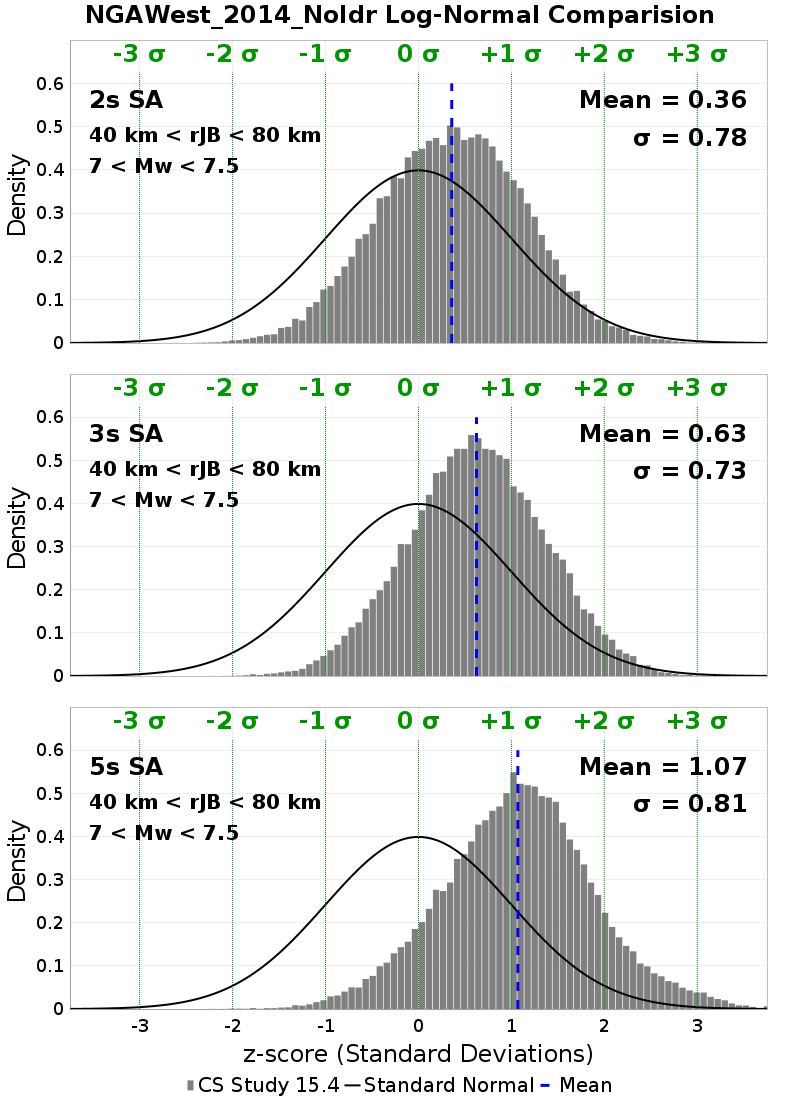 NGAWest_2014_NoIdr Log-Normal Comparision
-3 σ -2 σ -1 σ 0 σ +1 σ +2 σ +3 σ
0.6
2s SA
Mean = 0.36
0.5
40 km < rJB < 80 km
σ = 0.78
7 < Mw < 7.5
0.4
0.3
0.2
0.1
0
Density
-3 σ -2 σ -1 σ 0 σ +1 σ +2 σ +3 σ
0.6
3s SA
Mean = 0.63
0.5
40 km < rJB < 80 km
σ = 0.73
7 < Mw < 7.5
0.4
0.3
0.2
0.1
0
Density
-3 σ -2 σ -1 σ 0 σ +1 σ +2 σ +3 σ
0.6
5s SA
Mean = 1.07
0.5
40 km < rJB < 80 km
σ = 0.81
7 < Mw < 7.5
0.4
0.3
0.2
0.1
0
Density
-3 -2 -1 0 1 2 3
z-score (Standard Deviations)
CS Study 15.4 Standard Normal Mean